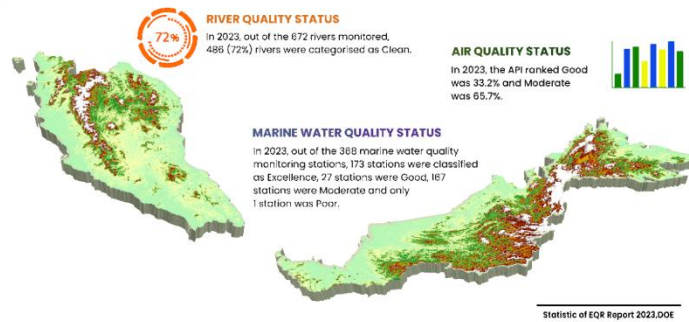 RIVER QUALITY STATUS
72%
In 2023, out of the 672 rivers monitored,
486 (72%) rivers were categorised as Clean.
AIR QUALITY STATUS
In 2023, the API ranked Good
was 33.2% and Moderate
was 65.7%.
MARINE WATER QUALITY STATUS
In 2023, out of the 368 marine water quality
monitoring stations, 173 stations were classified
as Excellence, 27 stations were Good, 167
stations were Moderate and only
1 station was Poor.
Statistic of EQR Report 2023,DOE